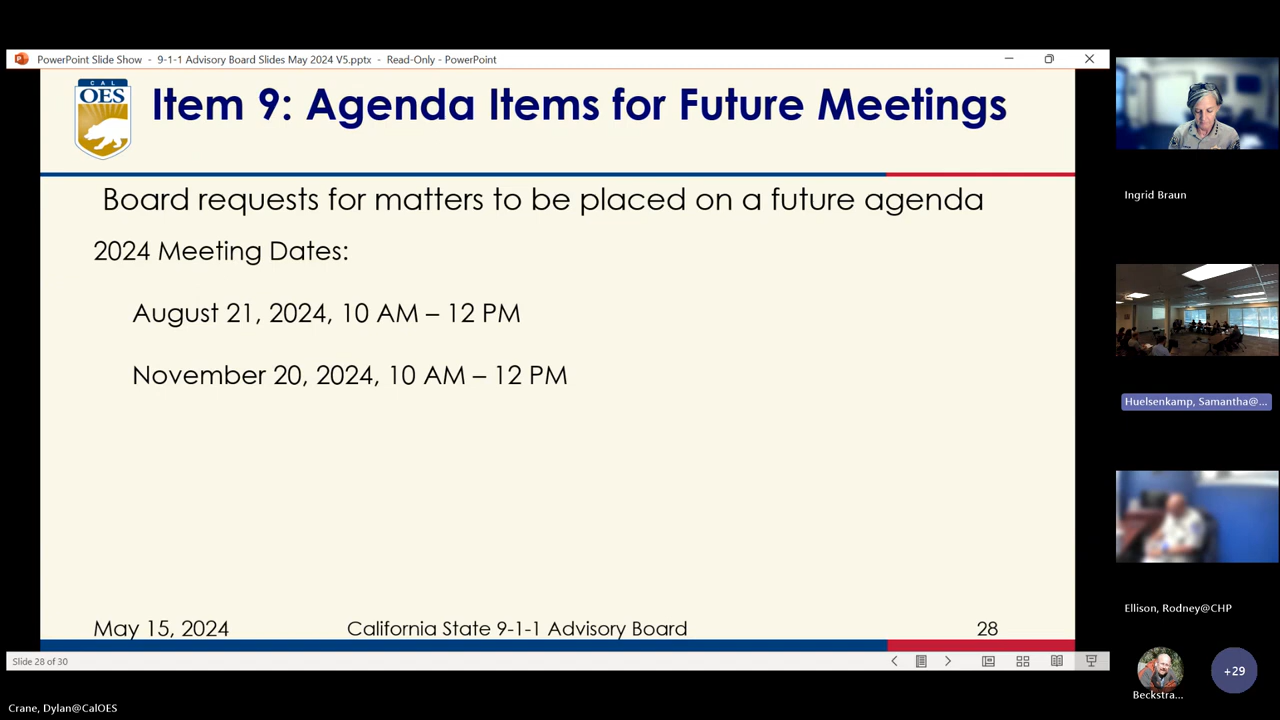 PowerPoint Slide Show - 9-1-1 Advisory Board Slides May 2024 V5.pptx - Read-Only - PowerPoint
CAL
OES
Item 9: Agenda Items for Future Meetings
Board requests for matters to be placed on a future agenda
2024 Meeting Dates:
August 21, 2024, 10 AM – 12 PM
November 20, 2024, 10 AM – 12 PM
May 15, 2024
California State 9-1-1 Advisory Board
28
Slide 28 of 30
Ingrid Braun
Huelsenkamp, Samantha@...
Ellison, Rodney@CHP
Beckstra...
+29
Crane, Dylan@CalOES